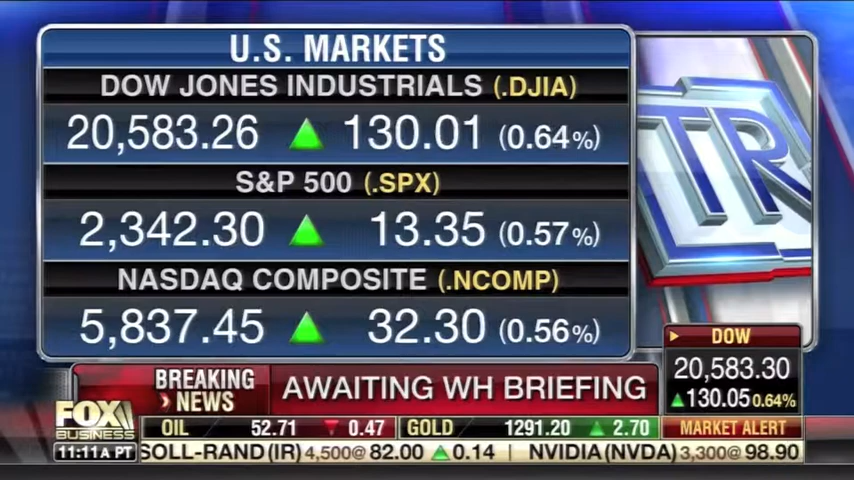 U.S. MARKETS
DOW JONES INDUSTRIALS (.DJIA)
20,583.26 ▲ 130.01 (0.64%)
S&P 500 (.SPX)
2,342.30 ▲ 13.35 (0.57%)
NASDAQ COMPOSITE (.NCOMP)
5,837.45 ▲ 32.30 (0.56%)
TR
DOW
20,583.30
▲130.05 0.64%
BREAKING
NEWS
AWAITING WH BRIEFING
FOX
BUSINESS
OIL 52.71 ▼ 0.47 GOLD 1291.20 ▲ 2.70 MARKET ALERT
11:11A PT
SOLL-RAND (IR) 4,500@ 82.00 ▲ 0.14 NVIDIA (NVDA) 3,300@ 98.90